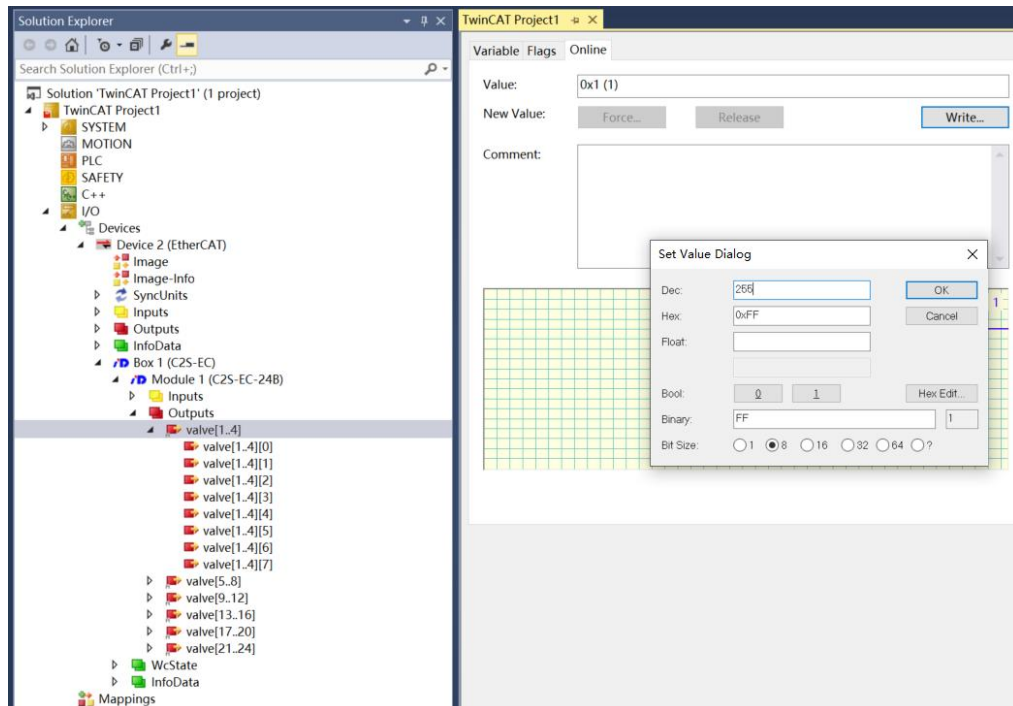 Solution Explorer
Search Solution Explorer (Ctrl+;)
Solution 'TwinCAT Project1' (1 project)
TwinCAT Project1
SYSTEM
MOTION
PLC
SAFETY
C++
I/O
Devices
Device 2 (EtherCAT)
Image
Image-Info
SyncUnits
Inputs
Outputs
InfoData
Box 1 (C2S-EC)
Module 1 (C2S-EC-24B)
Inputs
Outputs
valve[1..4]
valve[1..4][0]
valve[1..4][1]
valve[1..4][2]
valve[1..4][3]
valve[1..4][4]
valve[1..4][5]
valve[1..4][6]
valve[1..4][7]
valve[5..8]
valve[9..12]
valve[13..16]
valve[17..20]
valve[21..24]
WcState
InfoData
Mappings
TwinCAT Project1
Variable Flags Online
Value: 0x1 (1)
New Value: Force... Release Write...
Comment:
1
Set Value Dialog
Dec: 255 OK
Hex: 0xFF Cancel
Float:
Bool: 0 1 Hex Edit...
Binary: FF 1
Bit Size: 1 8 16 32 64 ?